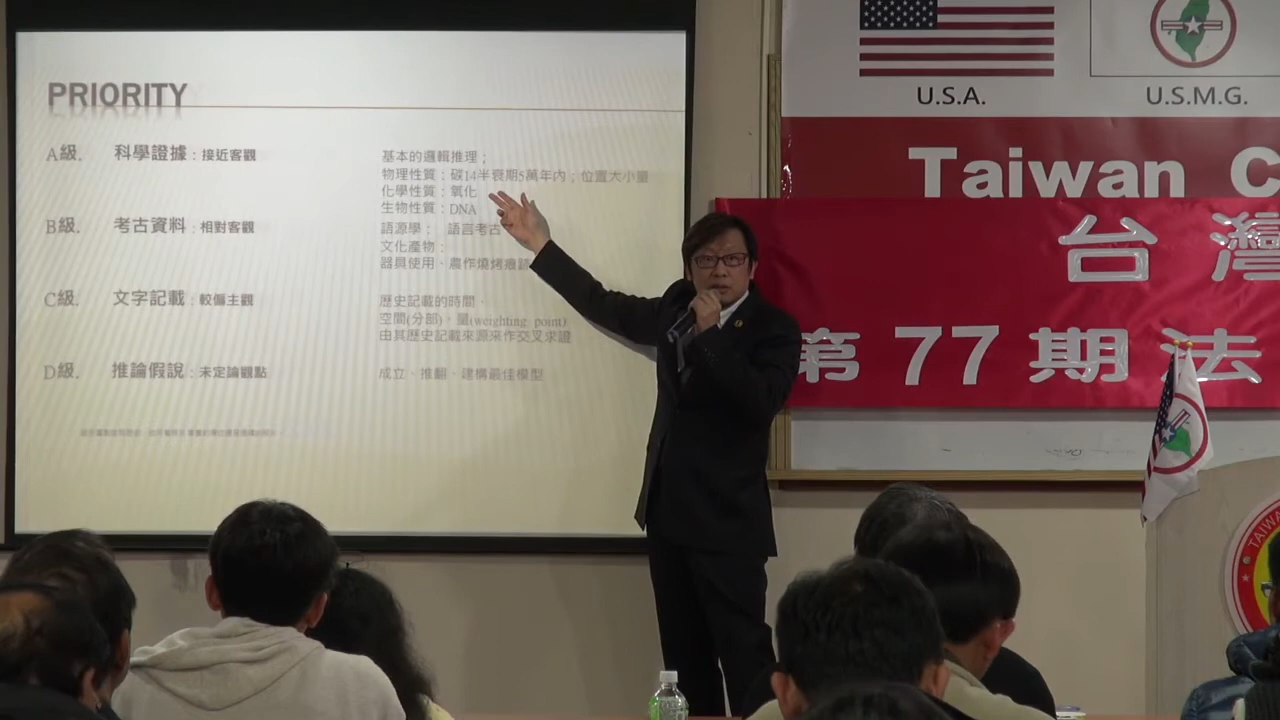 PRIORITY
A級. 科學證據：接近客觀
基本的邏輯推理；
物理性質：碳14半衰期5萬年內；位置大小量
化學性質：氧化
生物性質：DNA
B級. 考古資料：相對客觀
語源學： 語言考古
文化產物：
器具使用、農作燒烤痕跡
C級. 文字記載：較偏主觀
歷史記載的時間、
空間(分部)、量(weighting point)
由其歷史記載來源來作交叉求證
D級. 推論假說：未定論觀點
成立、推翻、建構最佳模型
U.S.A.
U.S.M.G.
Taiwan C
台灣
第 77 期 法
TAIWA